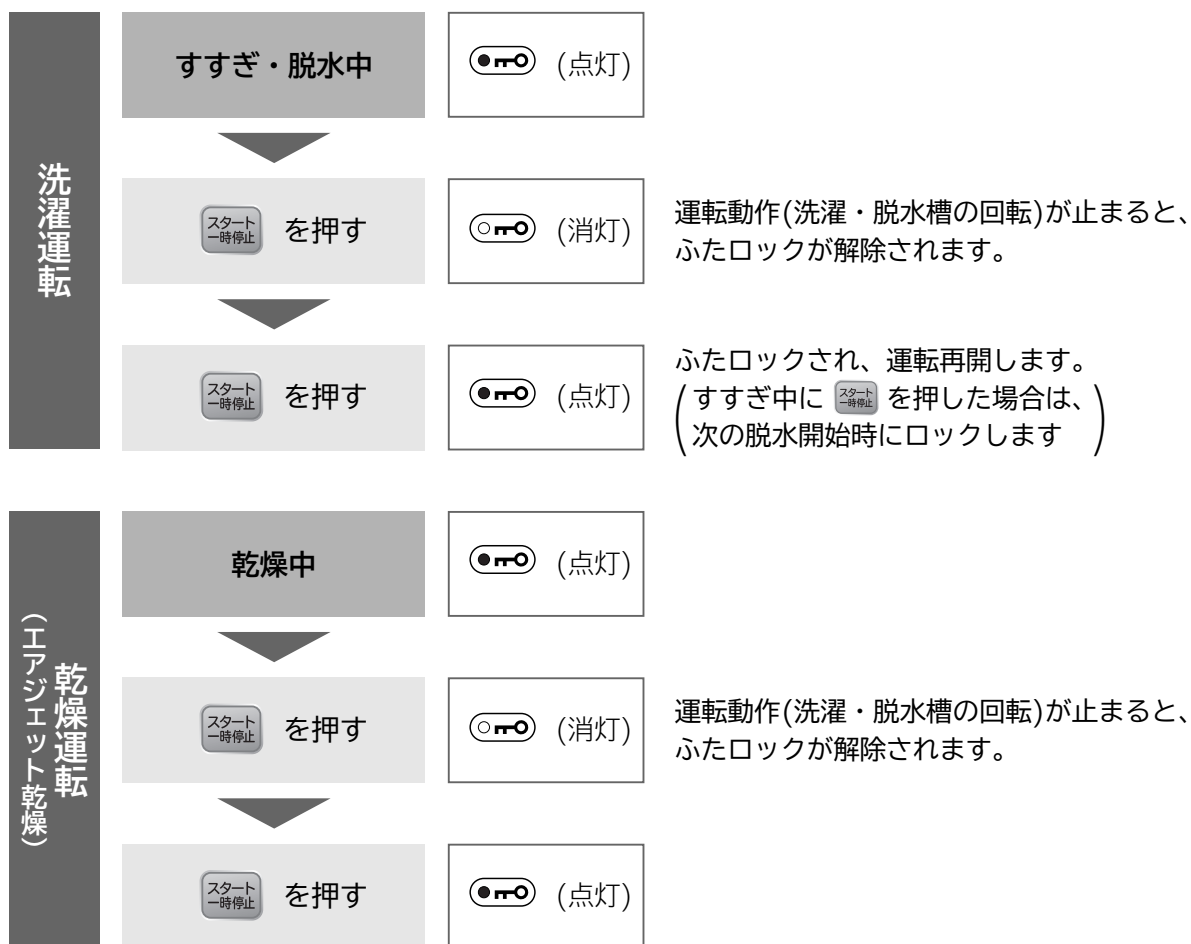 洗濯運転
すすぎ・脱水中
(点灯)
スタート
一時停止
を押す
(消灯)
運転動作(洗濯・脱水槽の回転)が止まると、
ふたロックが解除されます。
スタート
一時停止
を押す
(点灯)
ふたロックされ、運転再開します。
(すすぎ中に スタート 一時停止 を押した場合は、
次の脱水開始時にロックします)
乾燥運転
(エアジェット乾燥)
乾燥中
(点灯)
スタート
一時停止
を押す
(消灯)
運転動作(洗濯・脱水槽の回転)が止まると、
ふたロックが解除されます。
スタート
一時停止
を押す
(点灯)